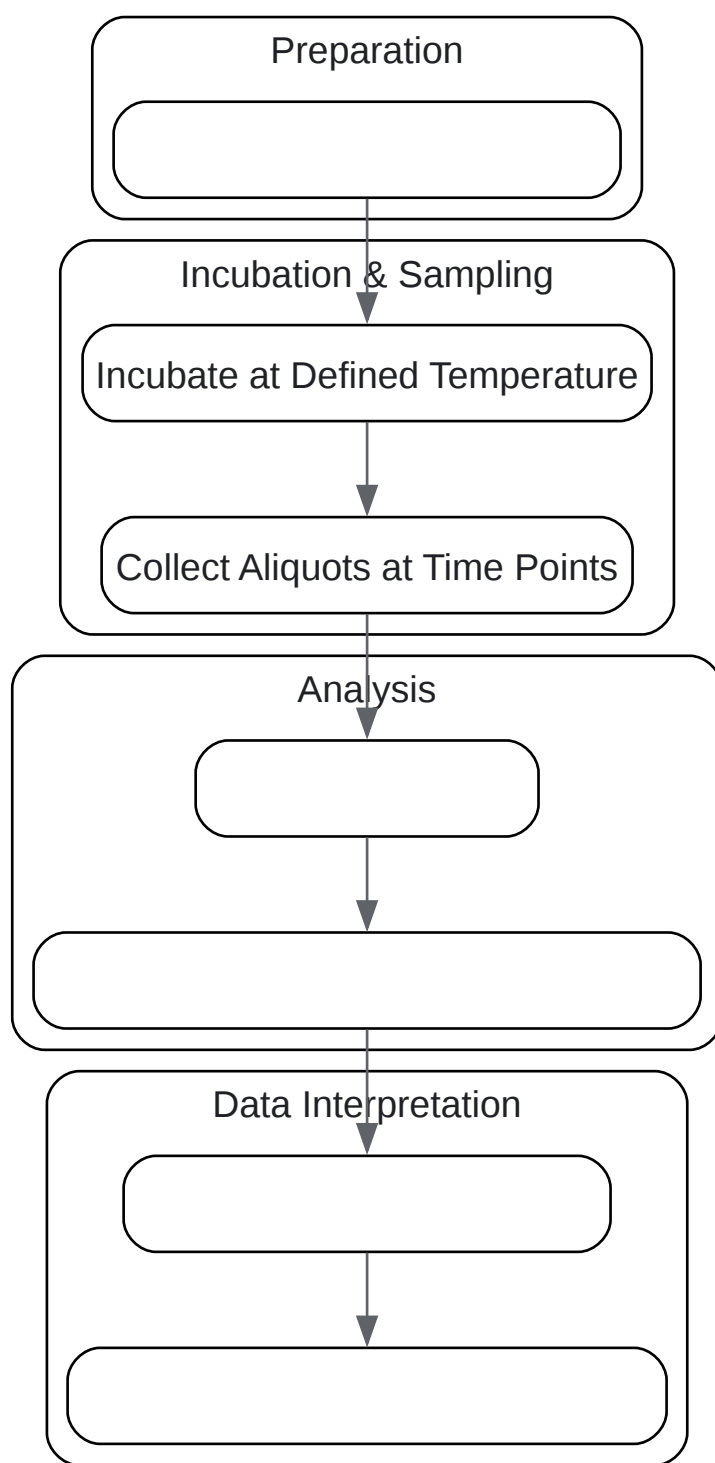 Preparation
Incubation & Sampling
Incubate at Defined Temperature
Collect Aliquots at Time Points
Analysis
Data Interpretation